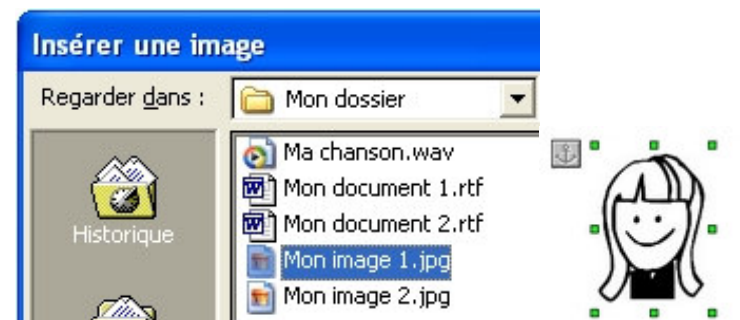 Insérer une image
Regarder dans : Mon dossier
Historique
Ma chanson.wav
Mon document 1.rtf
Mon document 2.rtf
Mon image 1.jpg
Mon image 2.jpg